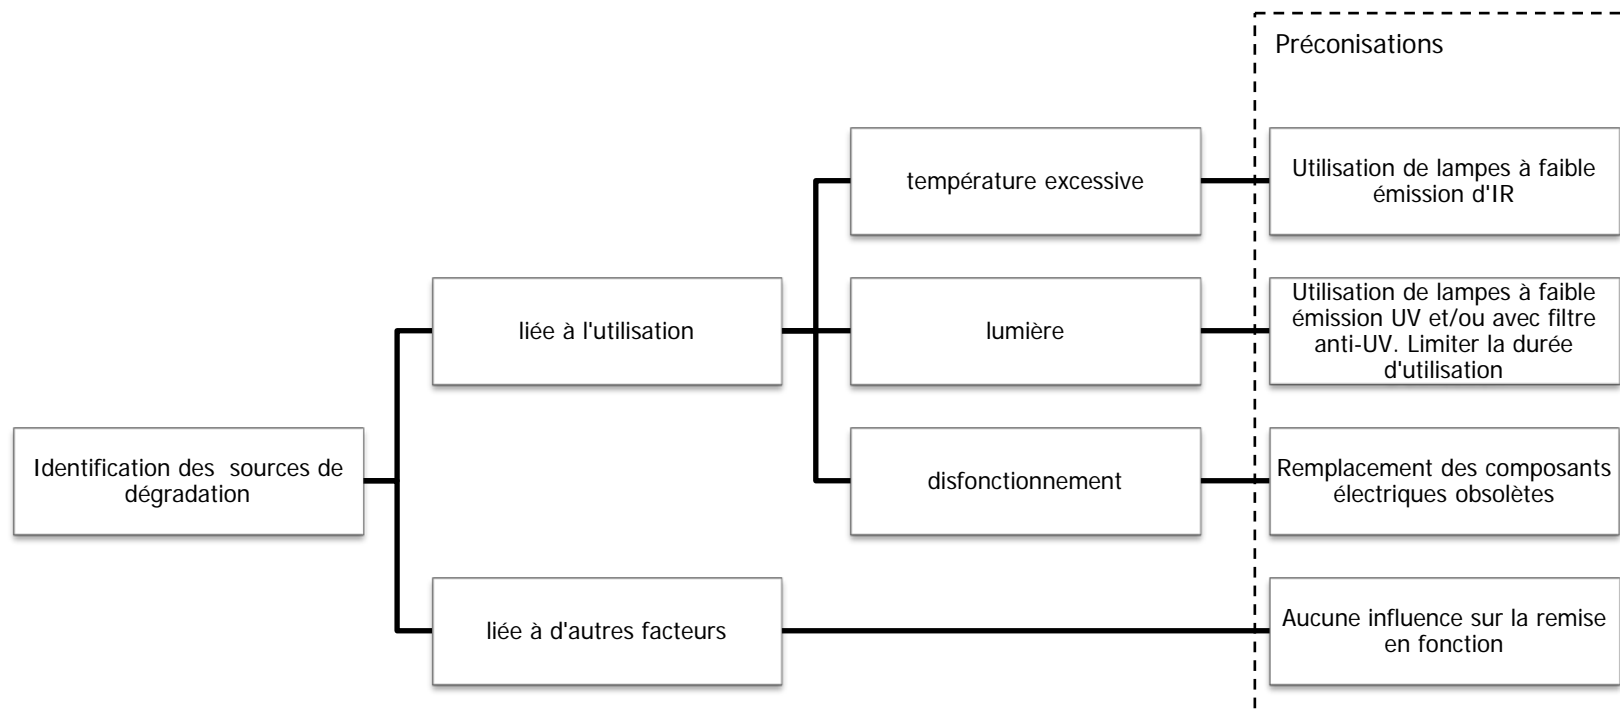 Préconisations
température excessive
Utilisation de lampes à faible
émission d'IR
liée à l'utilisation
lumière
Utilisation de lampes à faible
émission UV et/ou avec filtre
anti-UV. Limiter la durée
d'utilisation
Identification des  sources de
dégradation
disfonctionnement
Remplacement des composants
électriques obsolètes
liée à d'autres facteurs
Aucune influence sur la remise
en fonction